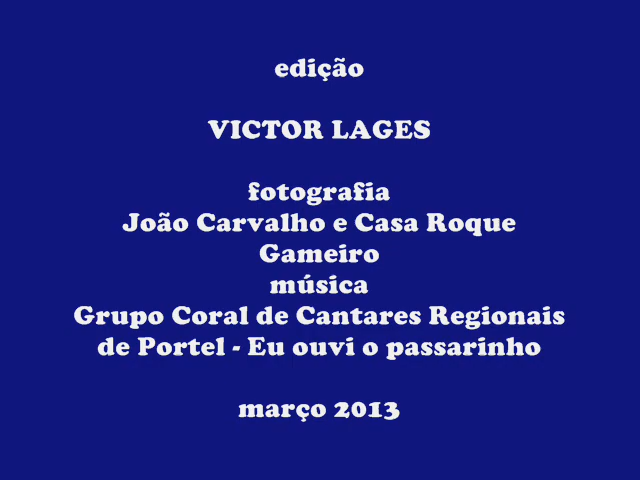 edição
VICTOR LAGES
fotografia
João Carvalho e Casa Roque
Gameiro
música
Grupo Coral de Cantares Regionais
de Portel - Eu ouvi o passarinho
março 2013